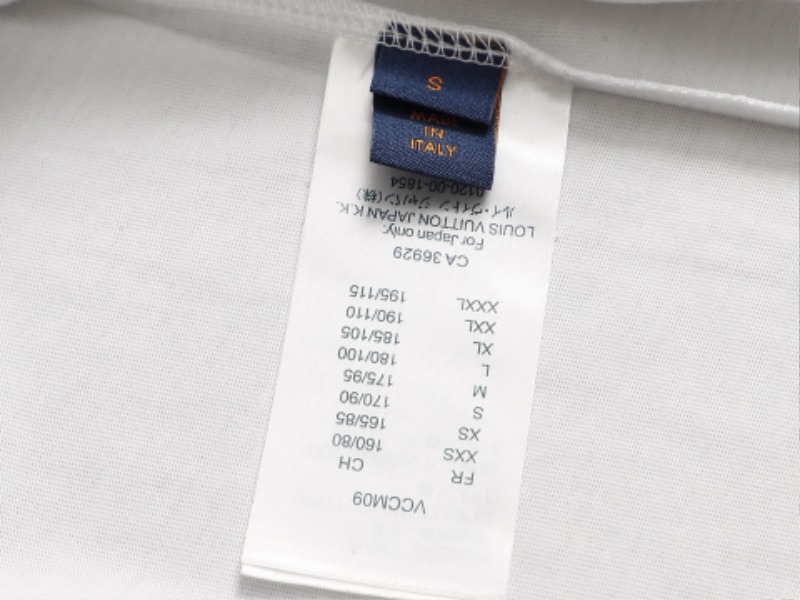 S
MADE
IN
ITALY
VCCM09
FR CH
XXS 160/80
XS 165/85
S 170/90
M 175/95
L 180/100
XL 185/105
XXL 190/110
XXXL 195/115
CA 36929
For Japan only:
LOUIS VUITTON JAPAN K.K.
ルイ・ヴィトン ジャパン(株)
0120-00-1854